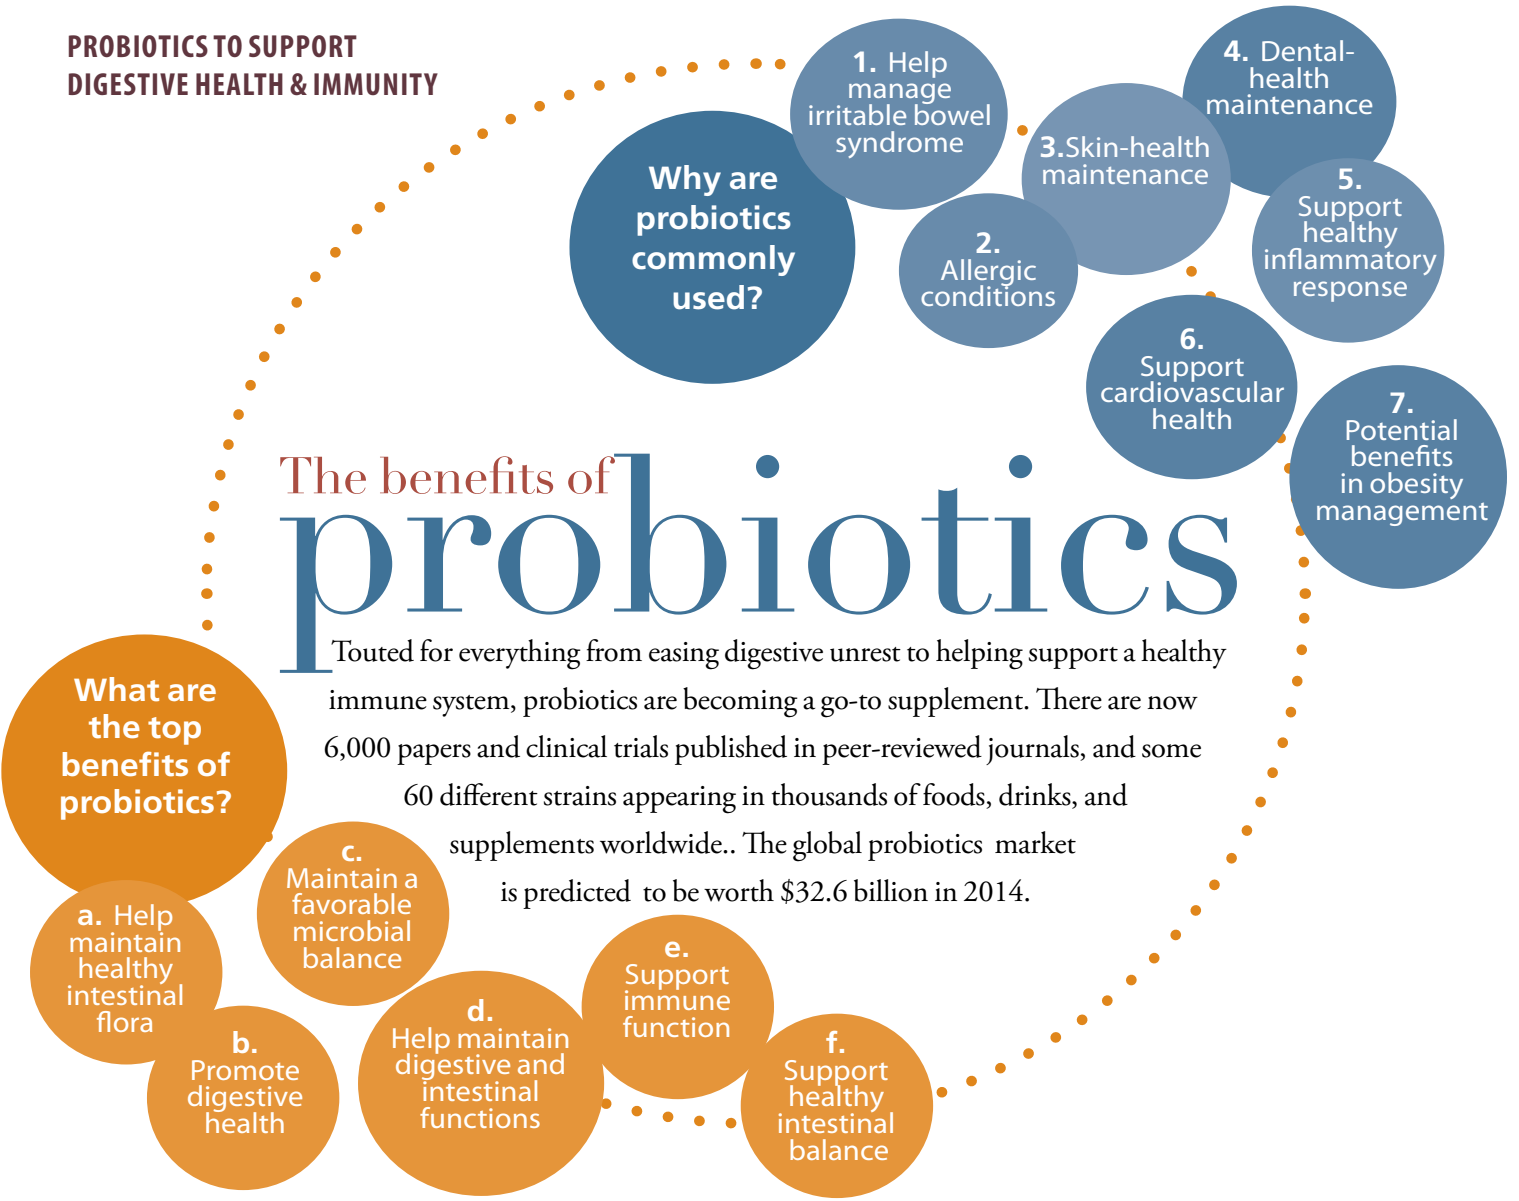 PROBIOTICS TO SUPPORT
DIGESTIVE HEALTH & IMMUNITY
Why are
probiotics
commonly
used?
1. Help
manage
irritable bowel
syndrome
2.
Allergic
conditions
3.Skin-health
maintenance
4. Dental-
health
maintenance
5.
Support
healthy
inflammatory
response
6.
Support
cardiovascular
health
7.
Potential
benefits
in obesity
management
The benefits of
probiotics
Touted for everything from easing digestive unrest to helping support a healthy
immune system, probiotics are becoming a go-to supplement. There are now
6,000 papers and clinical trials published in peer-reviewed journals, and some
60 different strains appearing in thousands of foods, drinks, and
supplements worldwide.. The global probiotics market
is predicted to be worth $32.6 billion in 2014.
What are
the top
benefits of
probiotics?
a. Help
maintain
healthy
intestinal
flora
b.
Promote
digestive
health
c.
Maintain a
favorable
microbial
balance
d.
Help maintain
digestive and
intestinal
functions
e.
Support
immune
function
f.
Support
healthy
intestinal
balance